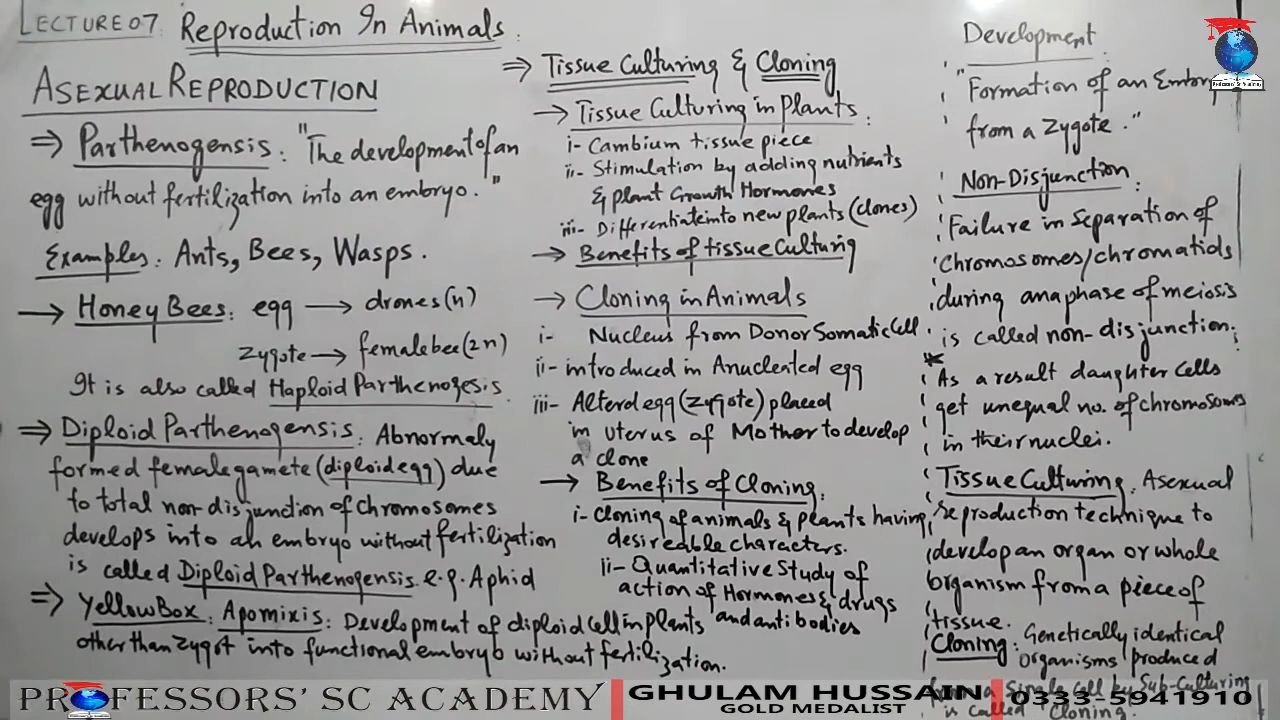 LECTURE 07 Reproduction In Animals.
ASEXUAL REPRODUCTION
⇒ Parthenogensis: "The development of an
egg without fertilization into an embryo."
Examples: Ants, Bees, Wasps.
→ Honey Bees: egg → drones(n)
zygote → female bee(2n)
It is also called Haploid Parthenogesis.
⇒ Diploid Parthenogensis: Abnormaly
formed female gamete (diploid egg) due
to total non-disjunction of chromosomes
develops into an embryo without fertilization
is called Diploid Parthenogensis e.g. Aphid
⇒ Yellow Box: Apomixis: Development of diploid cell in plants
other than zygot into functional embryo without fertilization.
⇒ Tissue Culturing & Cloning
→ Tissue Culturing in Plants:
i- Cambium tissue piece
ii- Stimulation by adding nutrients
& plant Growth Hormones
iii- Differentiate into new plants (clones)
→ Benefits of tissue Culturing
→ Cloning in Animals
i- Nucleus from Donor Somatic Cell.
ii- introduced in Anucleated egg
iii- Alterd egg (Zygote) placed
in uterus of Mother to develop
a clone
→ Benefits of Cloning:
i- Cloning of animals & plants having
desireable characters.
ii- Quantitative Study of
action of Hormones & drugs
and antibodies
Development:
"Formation of an Embryo
from a Zygote."
Non-Disjunction:
Failure in separation of
Chromosomes/chromatids
during anaphase of meiosis
is called non-disjunction:
* As a result daughter cells
get unequal no. of chromosomes
in their nuclei.
Tissue Culturing: Asexual
reproduction technique to
develop an organ or whole
organism from a piece of
tissue.
Cloning: Genetically identical
organisms produced
from a single cell by Sub-Culturing
is called Cloning.
PROFESSORS' SC ACADEMY
GHULAM HUSSAIN
GOLD MEDALIST
0333-5941910